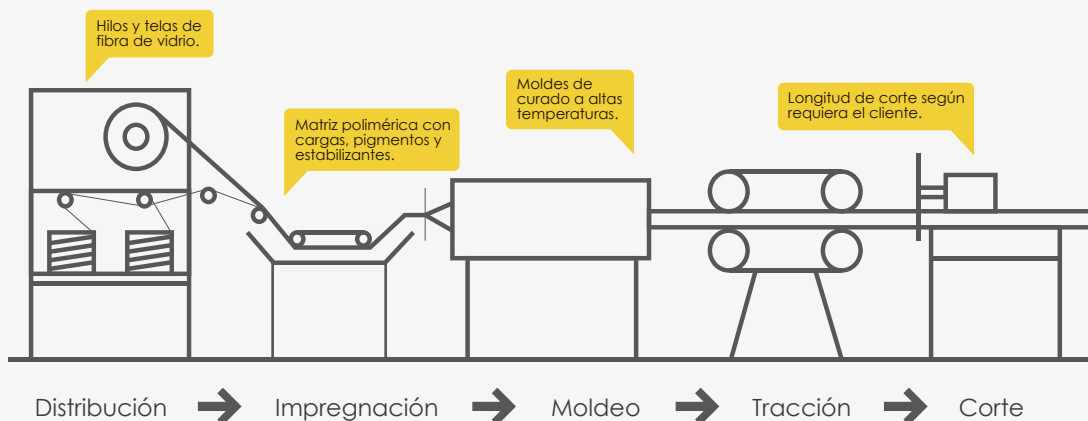 Hilos y telas de
fibra de vidrio.
Matriz polimérica con
cargas, pigmentos y
estabilizantes.
Moldes de
curado a altas
temperaturas.
Longitud de corte según
requiera el cliente.
Distribución
Impregnación
Moldeo
Tracción
Corte